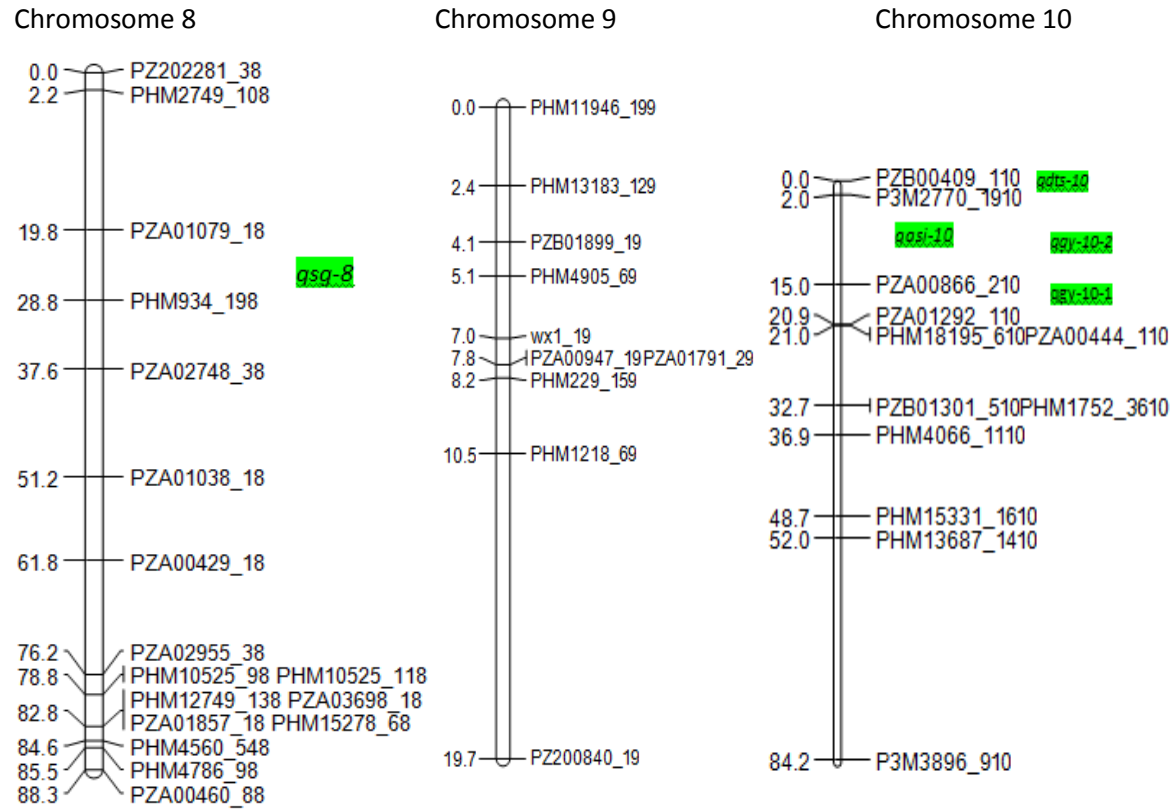 Chromosome 8
0.0 PZ202281_38
2.2 PHM2749_108
19.8 PZA01079_18
qsg-8
28.8 PHM934_198
37.6 PZA02748_38
51.2 PZA01038_18
61.8 PZA00429_18
76.2 PZA02955_38
78.8 PHM10525_98 PHM10525_118
82.8 PHM12749_138 PZA03698_18
PZA01857_18 PHM15278_68
84.6 PHM4560_548
85.5 PHM4786_98
88.3 PZA00460_88
Chromosome 9
0.0 PHM11946_199
2.4 PHM13183_129
4.1 PZB01899_19
5.1 PHM4905_69
7.0 wx1_19
7.8 PZA00947_19PZA01791_29
8.2 PHM229_159
10.5 PHM1218_69
19.7 PZ200840_19
Chromosome 10
0.0 PZB00409_110 qdts-10
2.0 P3M2770_1910
qasi-10 qgy-10-2
15.0 PZA00866_210 qgy-10-1
20.9 PZA01292_110
21.0 PHM18195_610PZA00444_110
32.7 PZB01301_510PHM1752_3610
36.9 PHM4066_1110
48.7 PHM15331_1610
52.0 PHM13687_1410
84.2 P3M3896_910